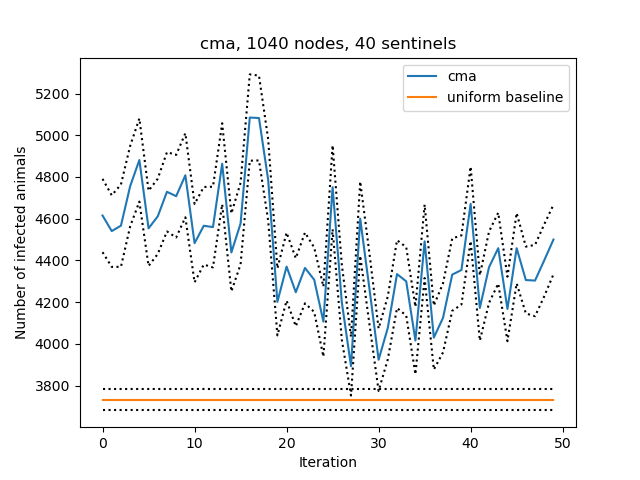 cma, 1040 nodes, 40 sentinels
cma
uniform baseline
Number of infected animals
5200
5000
4800
4600
4400
4200
4000
3800
0 10 20 30 40 50
Iteration